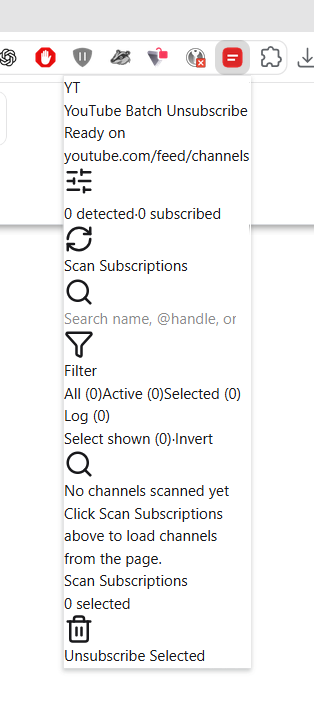 YT
YouTube Batch Unsubscribe
Ready on
youtube.com/feed/channels
0 detected·0 subscribed
Scan Subscriptions
Search name, @handle, or
Filter
All (0)Active (0)Selected (0)
Log (0)
Select shown (0)·Invert
No channels scanned yet
Click Scan Subscriptions
above to load channels
from the page.
Scan Subscriptions
0 selected
Unsubscribe Selected